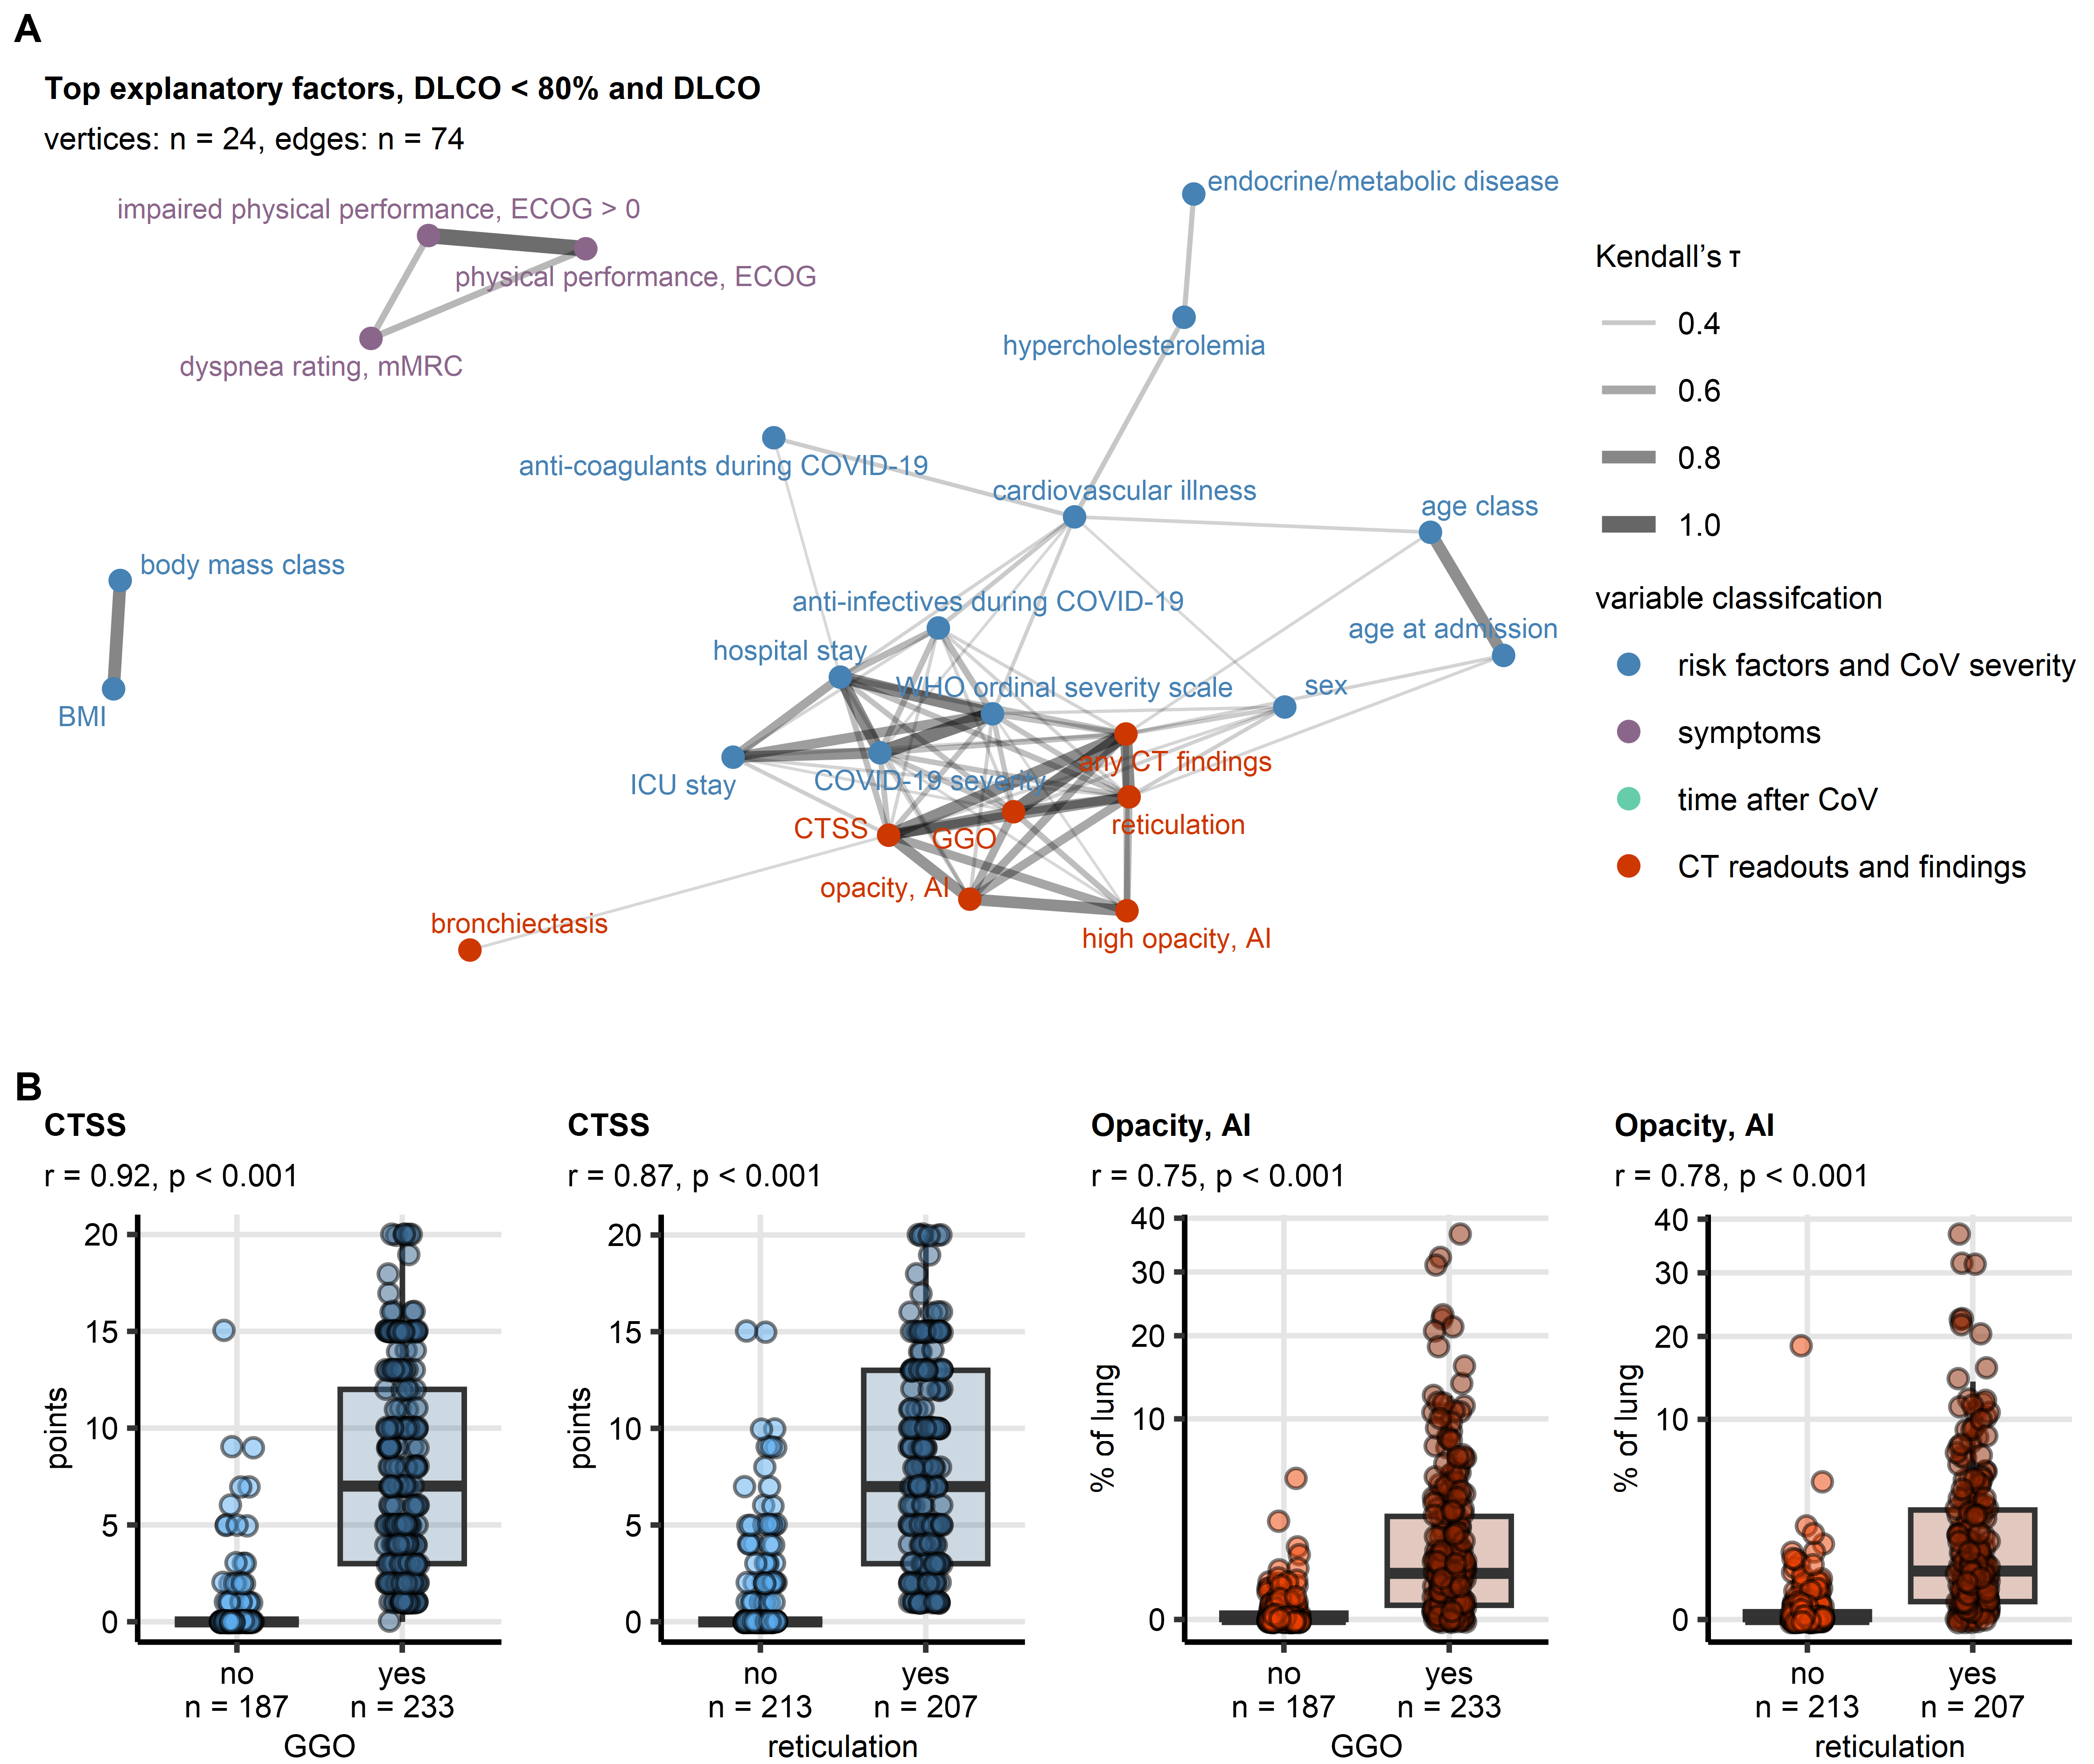 A
Top explanatory factors, DLCO < 80% and DLCO
vertices: n = 24, edges: n = 74
impaired physical performance, ECOG > 0
physical performance, ECOG
dyspnea rating, mMRC
endocrine/metabolic disease
hypercholesterolemia
anti-coagulants during COVID-19
cardiovascular illness
age class
body mass class
anti-infectives during COVID-19
age at admission
hospital stay
WHO ordinal severity scale
sex
BMI
any CT findings
ICU stay
COVID-19 severity
CTSS
GGO
reticulation
opacity, AI
bronchiectasis
high opacity, AI
Kendall's τ
0.4
0.6
0.8
1.0
variable classifcation
risk factors and CoV severity
symptoms
time after CoV
CT readouts and findings
B
CTSS
r = 0.92, p < 0.001
points
20
15
10
5
0
no
n = 187
yes
n = 233
GGO
CTSS
r = 0.87, p < 0.001
points
20
15
10
5
0
no
n = 213
yes
n = 207
reticulation
Opacity, AI
r = 0.75, p < 0.001
% of lung
40
30
20
10
0
no
n = 187
yes
n = 233
GGO
Opacity, AI
r = 0.78, p < 0.001
% of lung
40
30
20
10
0
no
n = 213
yes
n = 207
reticulation